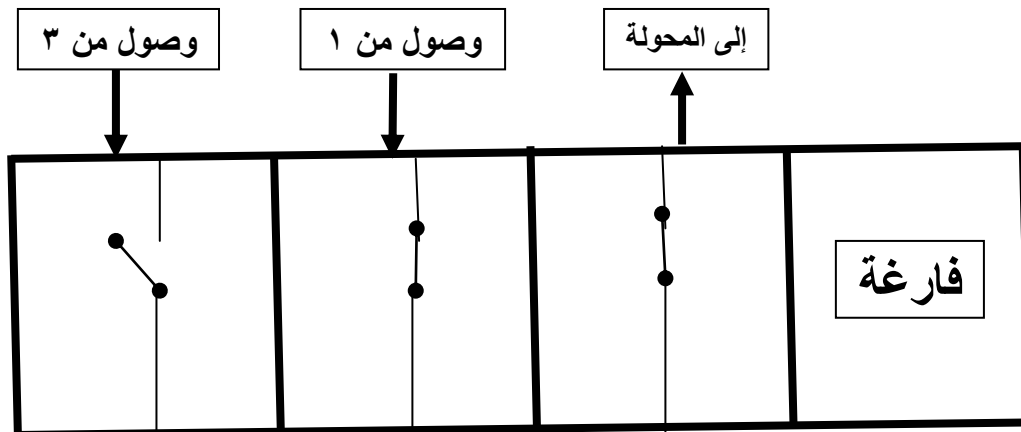 إلى المحولة
وصول من ١
وصول من ٣
فارغة